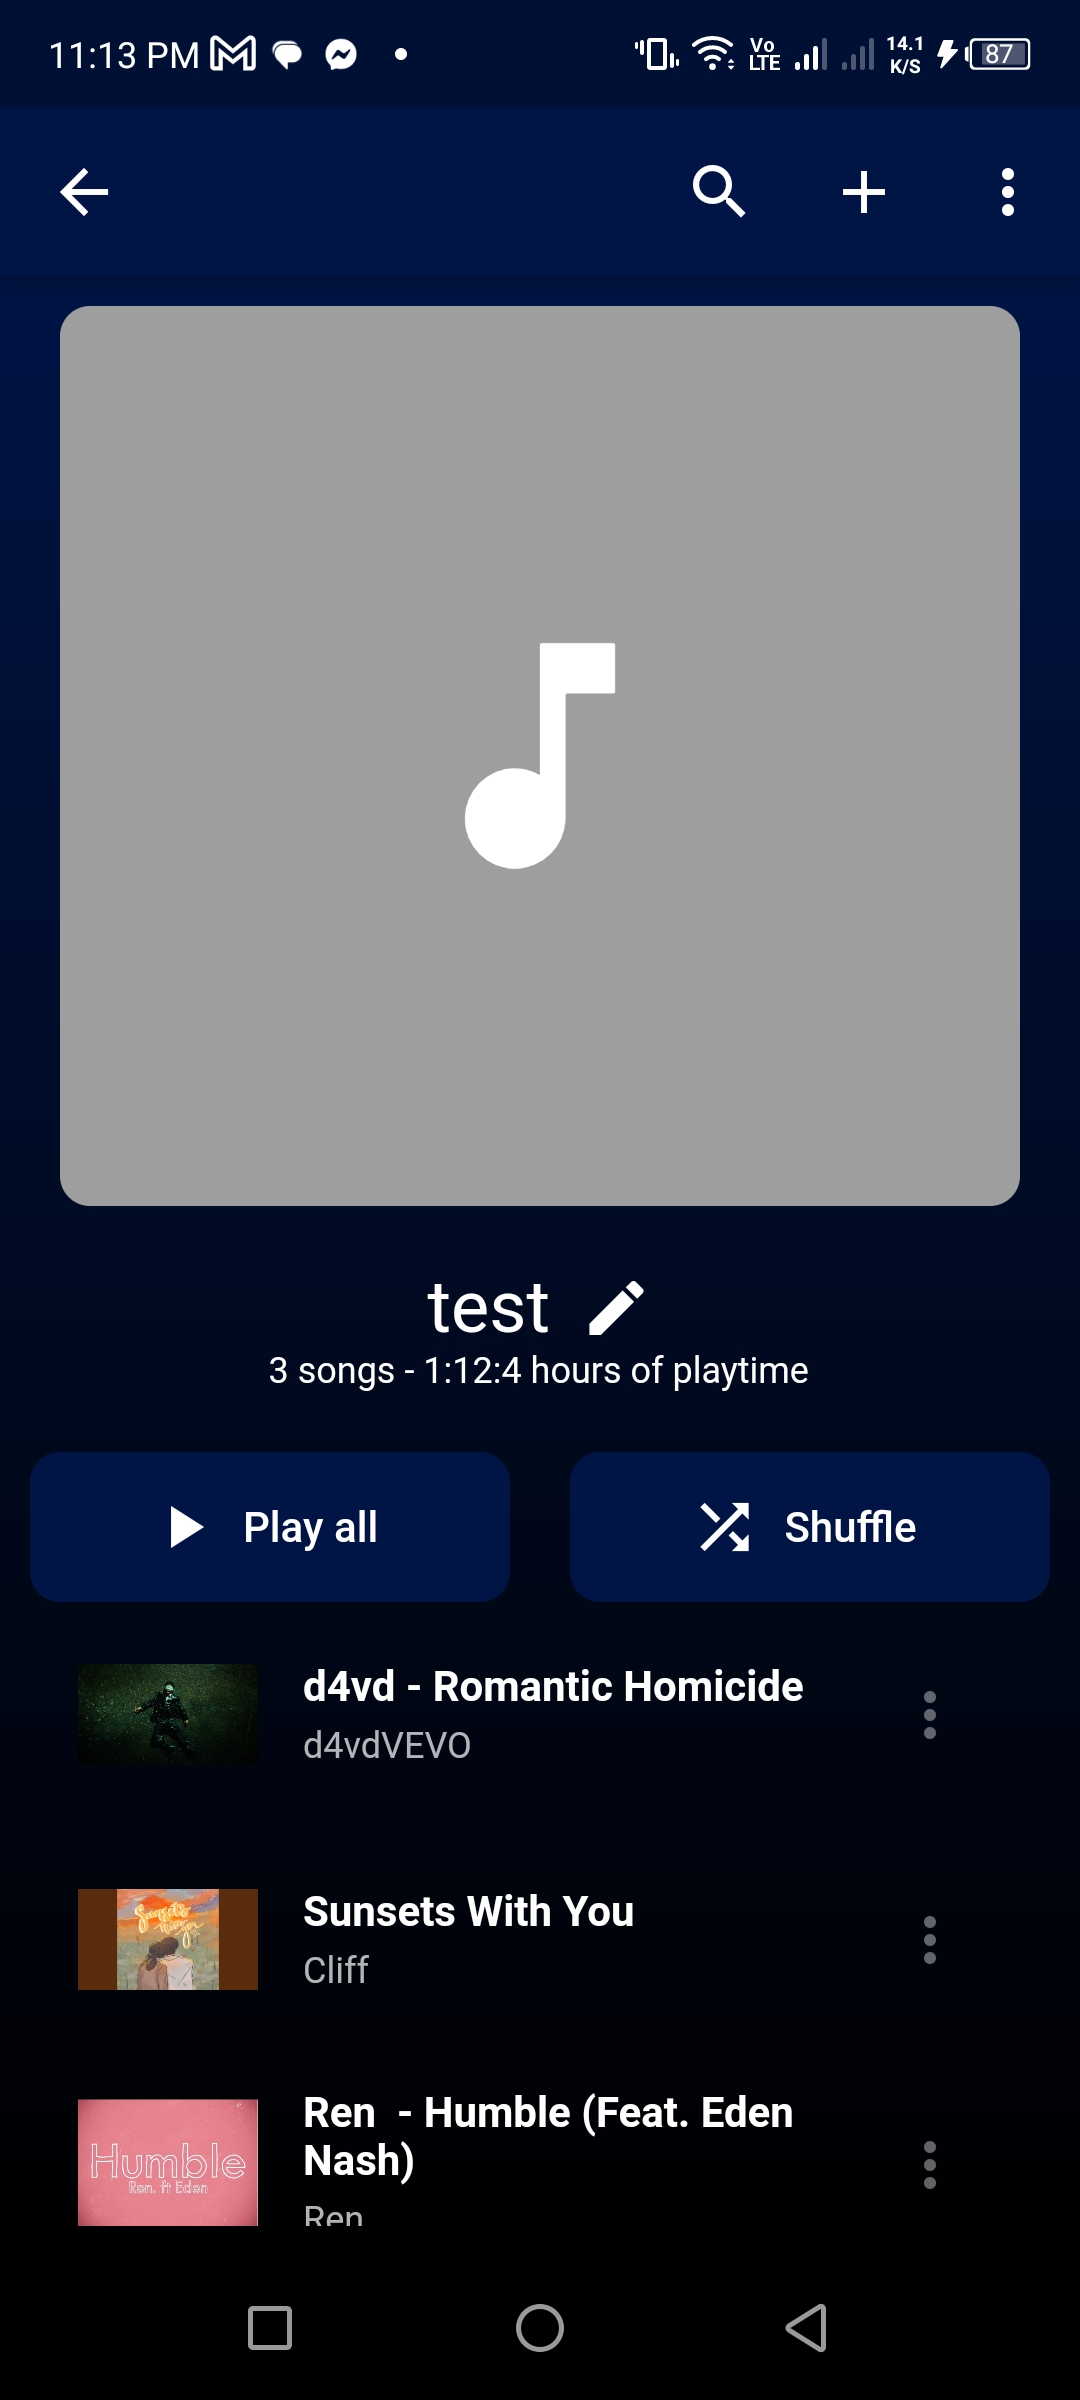 11:13 PM
Vo
LTE
14.1
K/S
87
test
3 songs - 1:12:4 hours of playtime
Play all
Shuffle
d4vd - Romantic Homicide
d4vdVEVO
Sunsets With You
Cliff
Humble
Ren. ft Eden
Ren  - Humble (Feat. Eden
Nash)
Ren